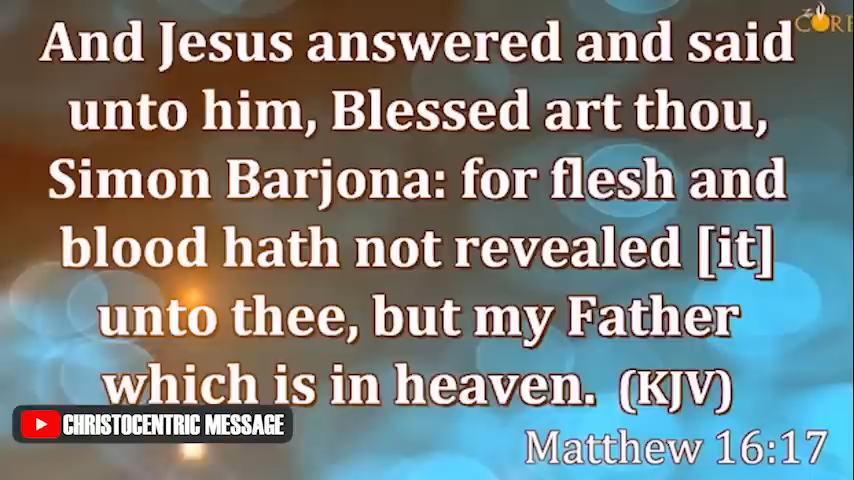 And Jesus answered and said
unto him, Blessed art thou,
Simon Barjona: for flesh and
blood hath not revealed [it]
unto thee, but my Father
which is in heaven. (KJV)
CHRISTOCENTRIC MESSAGE
Matthew 16:17